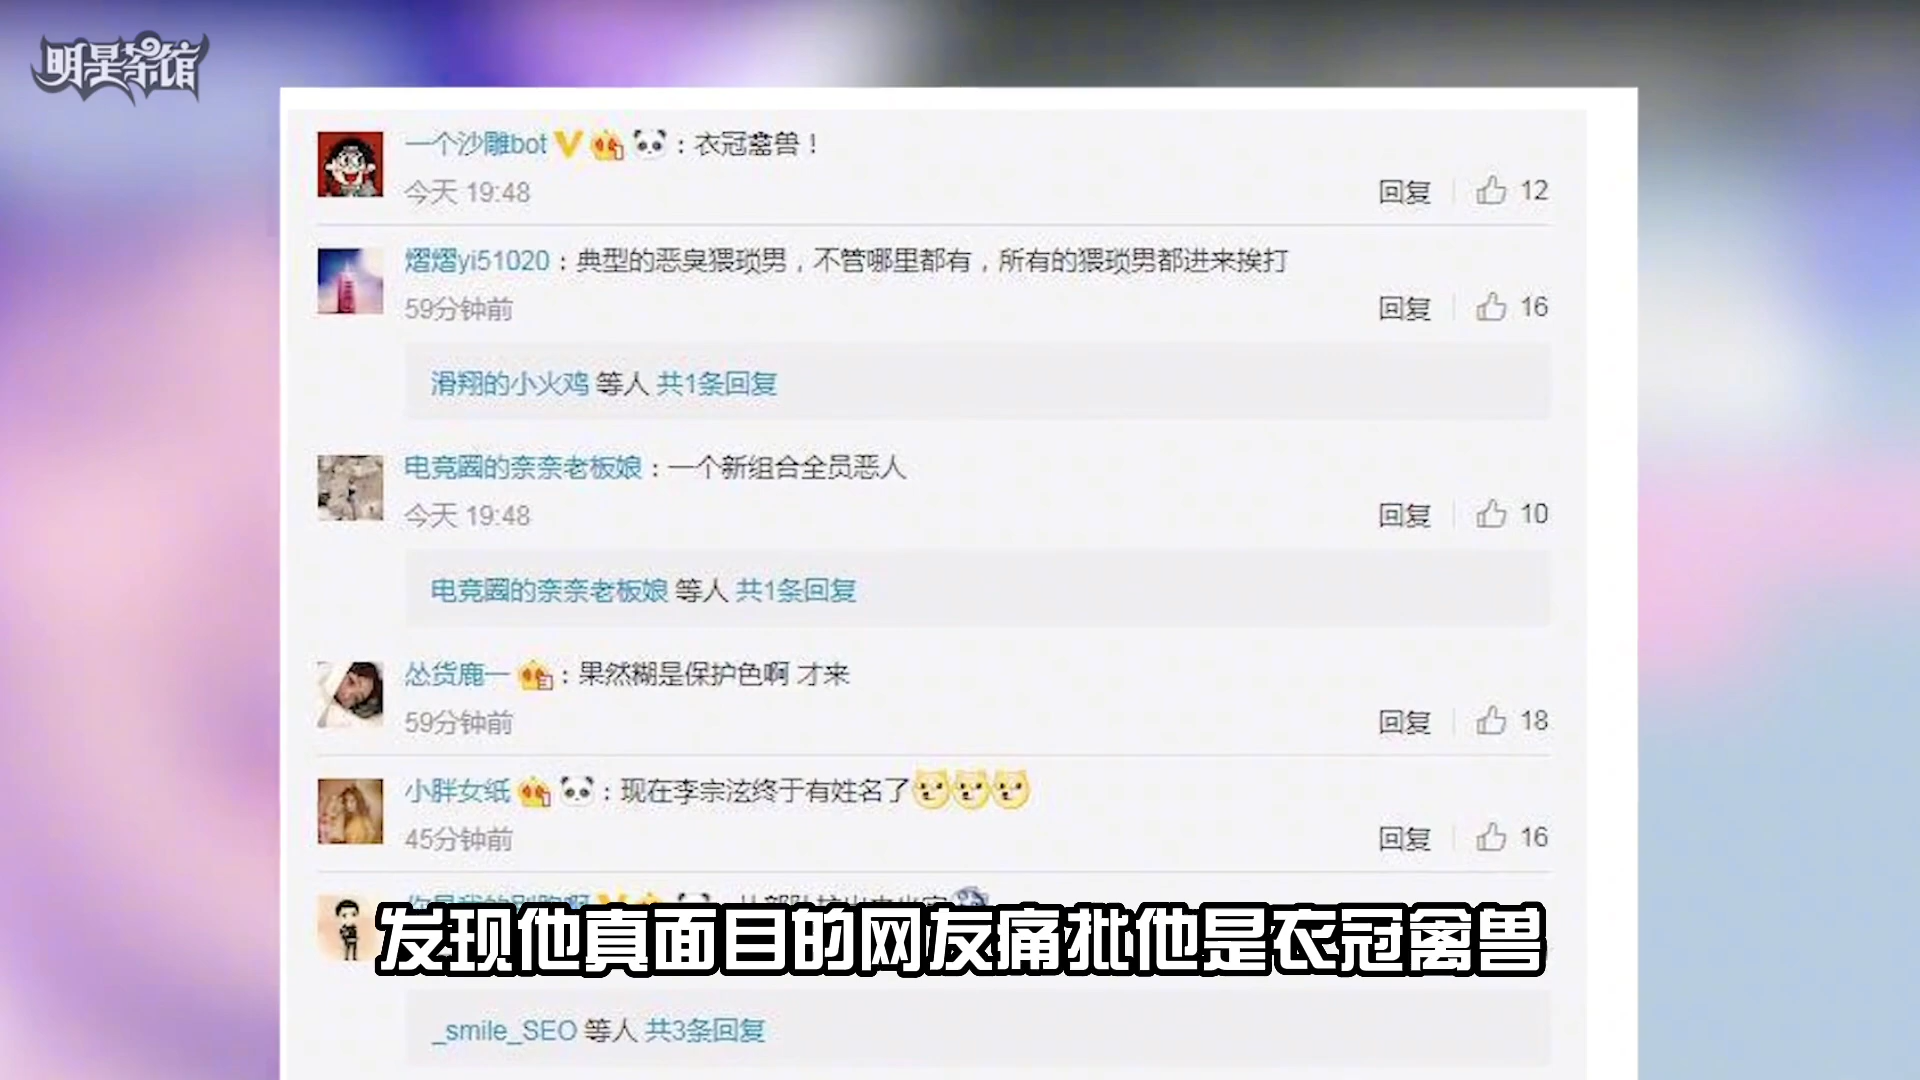 明星茶馆
一个沙雕bot：衣冠禽兽！
今天 19:48
回复 12
熠熠yi51020：典型的恶臭猥琐男，不管哪里都有，所有的猥琐男都进来挨打
59分钟前
回复 16
滑翔的小火鸡 等人 共1条回复
电竞圈的奈奈老板娘：一个新组合全员恶人
今天 19:48
回复 10
电竞圈的奈奈老板娘 等人 共1条回复
怂货鹿一：果然糊是保护色啊 才来
59分钟前
回复 18
小胖女纸：现在李宗泫终于有姓名了
45分钟前
回复 16
发现他真面目的网友痛批他是衣冠禽兽
_smile_SEO 等人 共3条回复